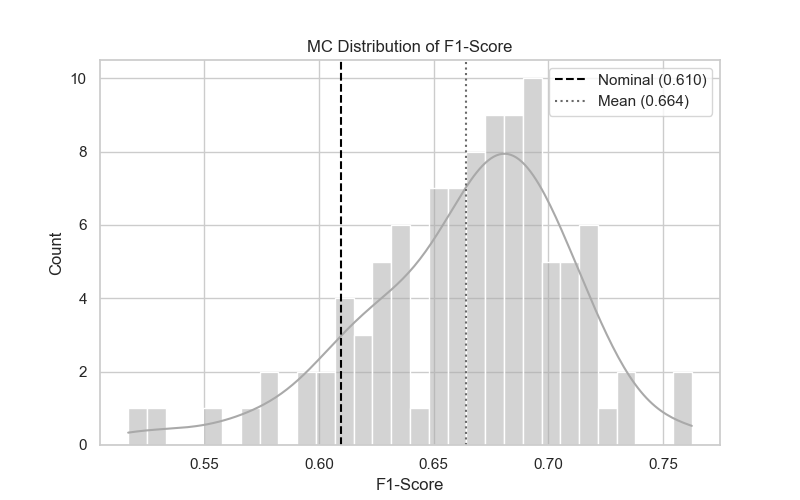 MC Distribution of F1-Score
Nominal (0.610)
Mean (0.664)
10
8
6
4
2
0
Count
0.55
0.60
0.65
0.70
0.75
F1-Score